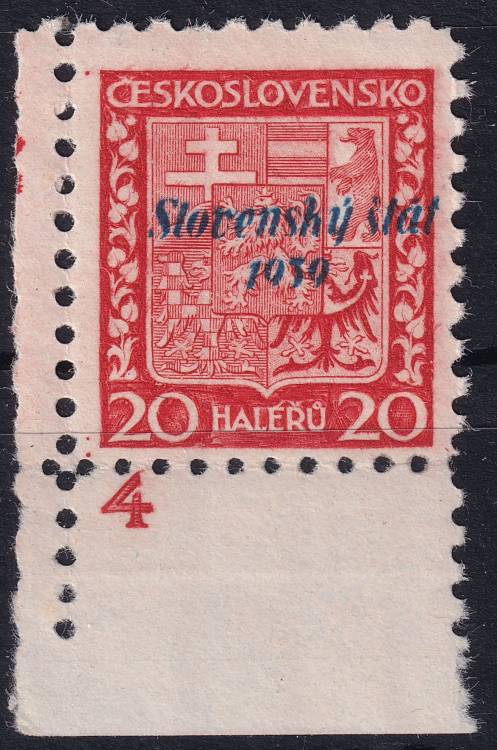 ČESKOSLOVENSKO
Slovenský štát
1939
20 HALÉŘŮ 20
4